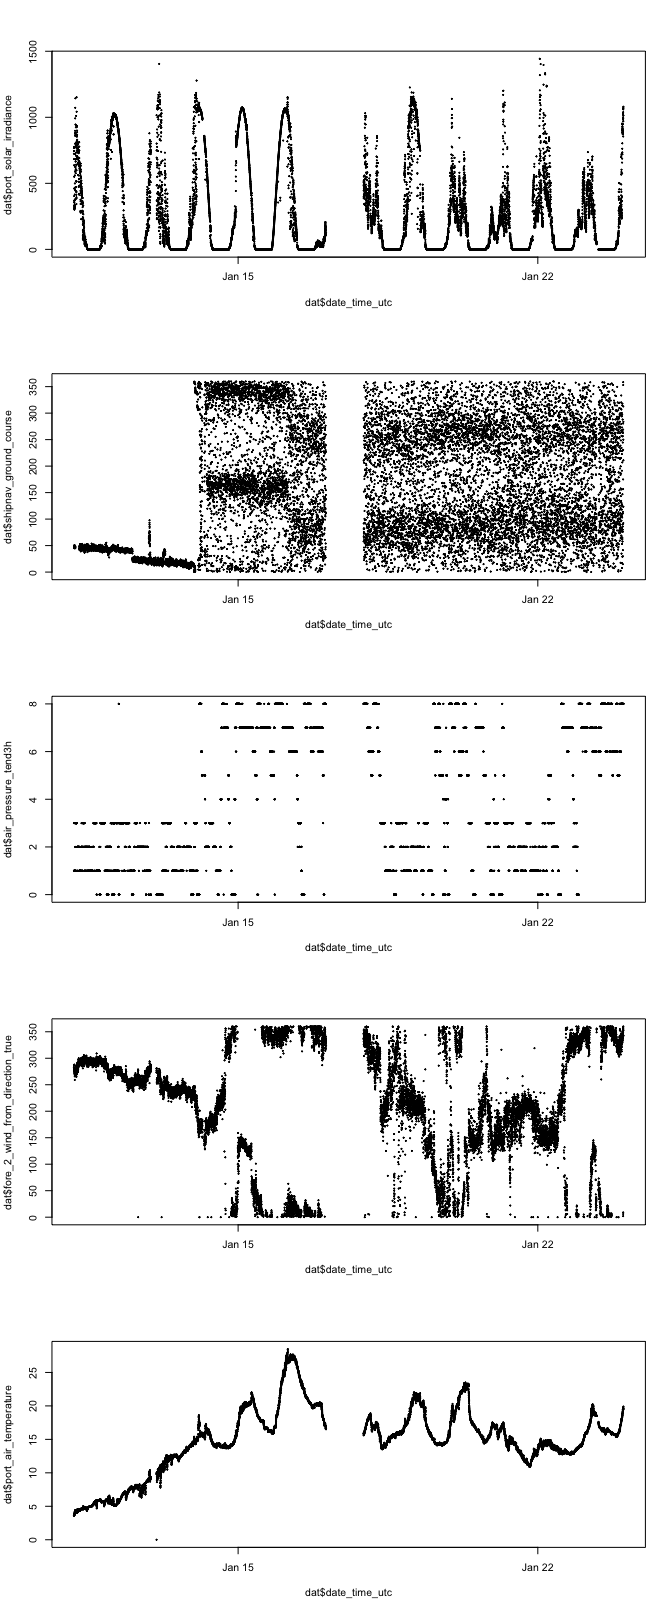 dat$port_solar_irradiance
1500
1000
500
0
Jan 15 Jan 22
dat$date_time_utc
dat$shipnav_ground_course
350
300
250
200
150
100
50
0
Jan 15 Jan 22
dat$date_time_utc
dat$air_pressure_tend3h
8
6
4
2
0
Jan 15 Jan 22
dat$date_time_utc
dat$fore_2_wind_from_direction_true
350
300
250
200
150
100
50
0
Jan 15 Jan 22
dat$date_time_utc
dat$port_air_temperature
25
20
15
10
5
0
Jan 15 Jan 22
dat$date_time_utc